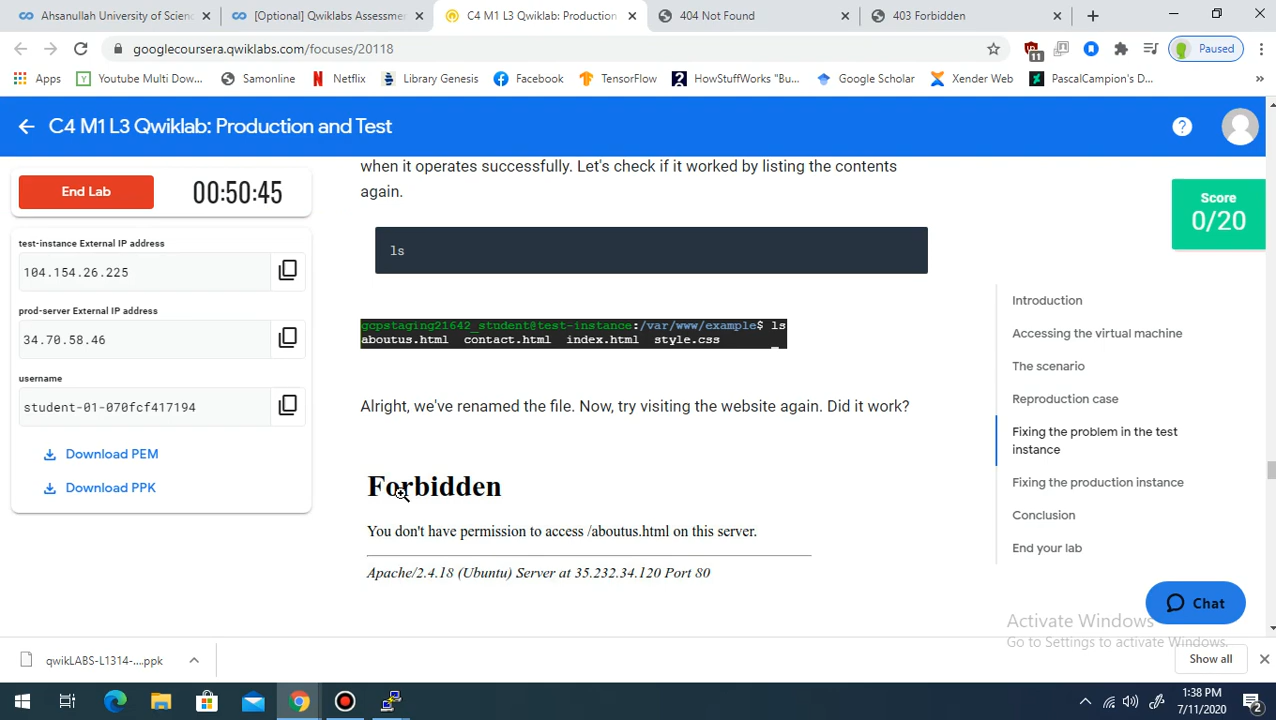 Ahsanullah University of Scienc
[Optional] Qwiklabs Assessment
C4 M1 L3 Qwiklab: Production
404 Not Found
403 Forbidden
googlecoursera.qwiklabs.com/focuses/20118
11
Paused
Apps
Youtube Multi Dow...
Samonline
Netflix
Library Genesis
Facebook
TensorFlow
HowStuffWorks "Bu...
Google Scholar
Xender Web
PascalCampion's D...
»
C4 M1 L3 Qwiklab: Production and Test
End Lab
00:50:45
test-instance External IP address
104.154.26.225
prod-server External IP address
34.70.58.46
username
student-01-070fcf417194
Download PEM
Download PPK
when it operates successfully. Let's check if it worked by listing the contents
again.
ls
gcpstaging21642_student@test-instance:/var/www/example$ ls
aboutus.html contact.html index.html style.css
Alright, we've renamed the file. Now, try visiting the website again. Did it work?
Forbidden
You don't have permission to access /aboutus.html on this server.
Apache/2.4.18 (Ubuntu) Server at 35.232.34.120 Port 80
Score
0/20
Introduction
Accessing the virtual machine
The scenario
Reproduction case
Fixing the problem in the test
instance
Fixing the production instance
Conclusion
End your lab
Chat
Activate Windows
Go to Settings to activate Windows.
qwikLABS-L1314-....ppk
Show all
1:38 PM
7/11/2020
2